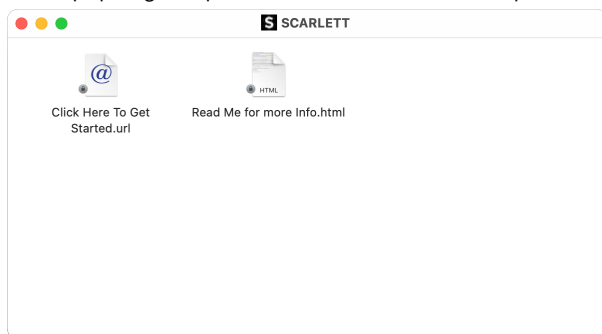 S SCARLETT
@
HTML
Click Here To Get
Started.url
Read Me for more Info.html